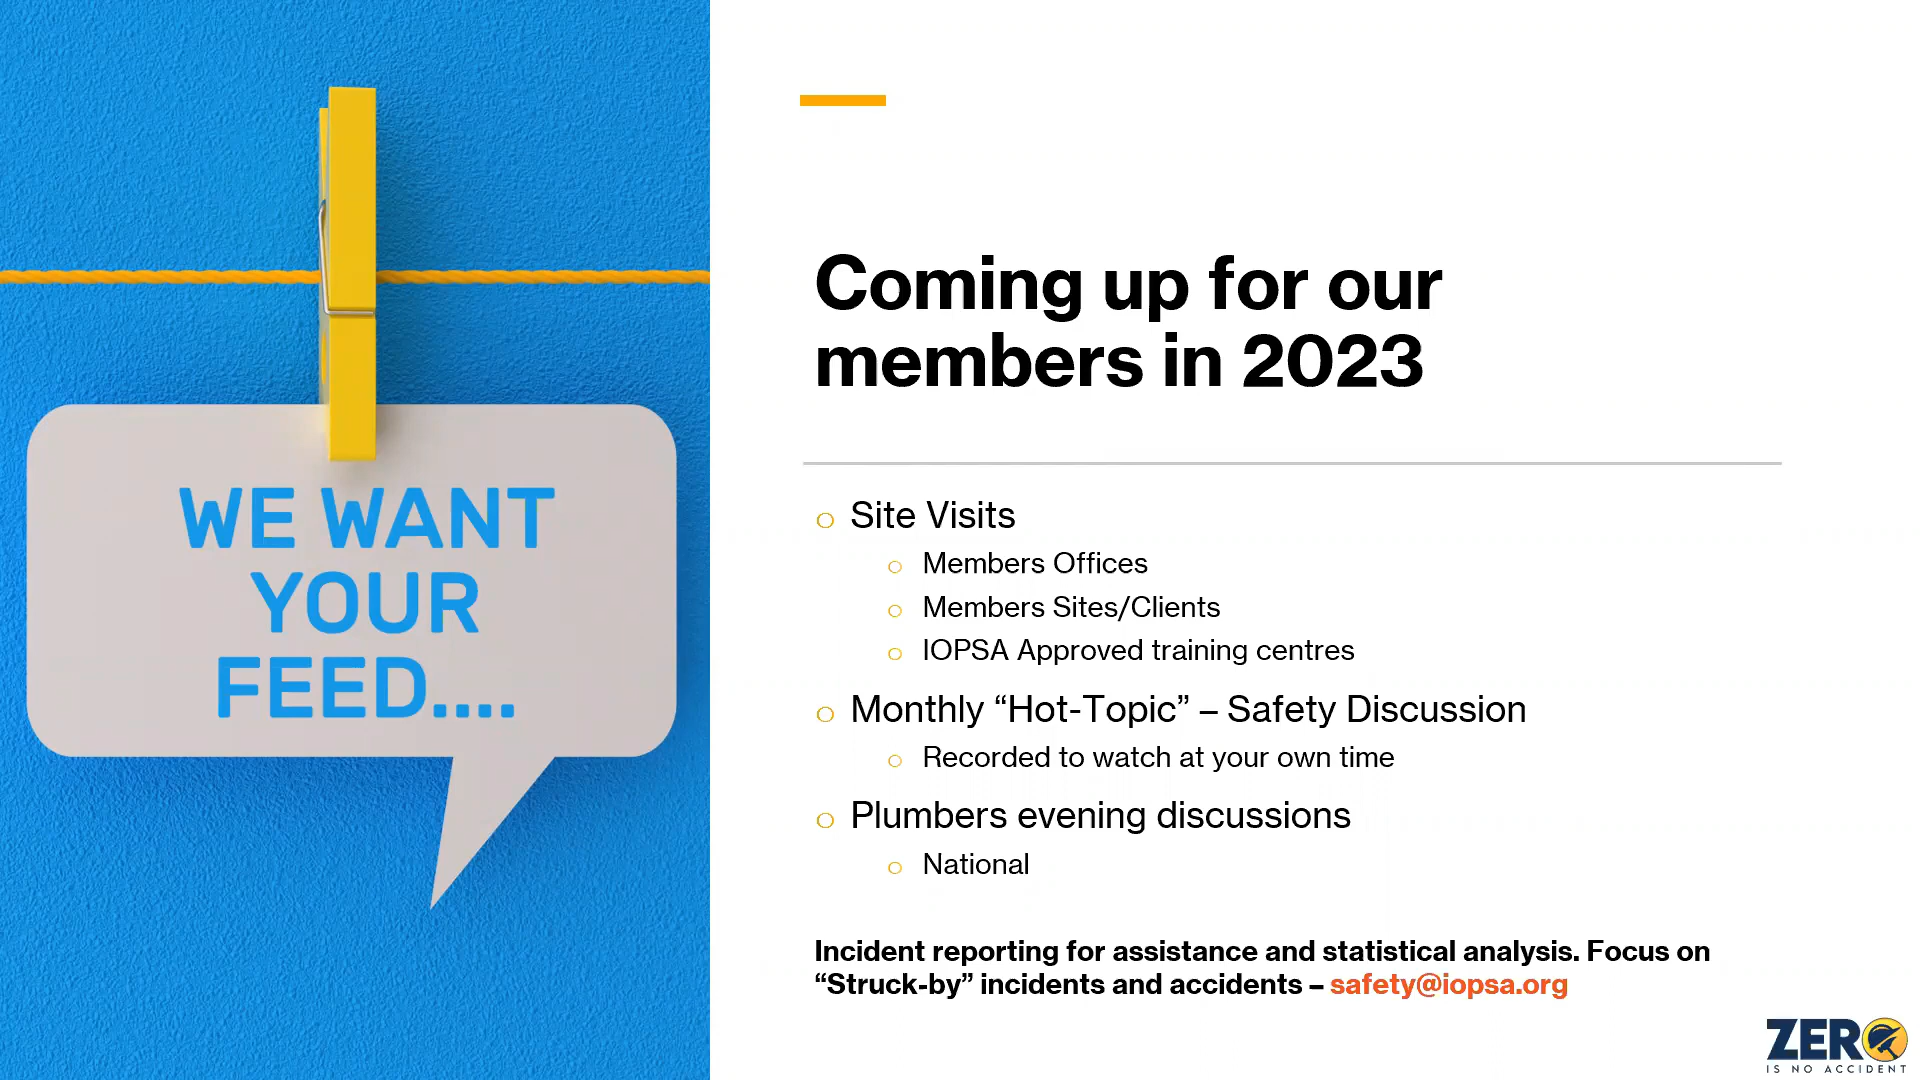 WE WANT
YOUR
FEED....
Coming up for our
members in 2023
o Site Visits
o Members Offices
o Members Sites/Clients
o IOPSA Approved training centres
o Monthly “Hot-Topic” – Safety Discussion
o Recorded to watch at your own time
o Plumbers evening discussions
o National
Incident reporting for assistance and statistical analysis. Focus on
“Struck-by” incidents and accidents – safety@iopsa.org
ZERO
IS NO ACCIDENT